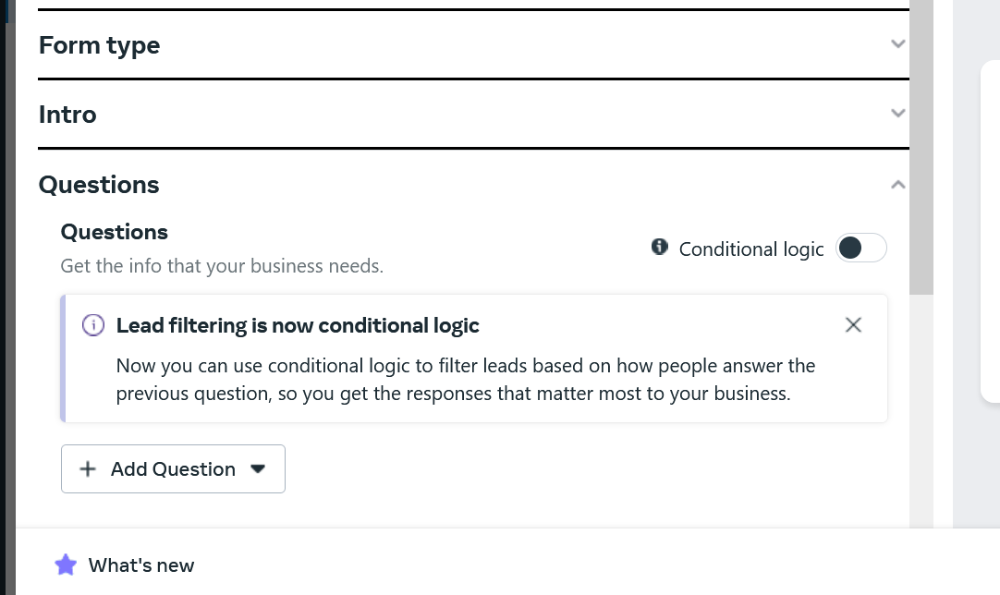 Form type
Intro
Questions
Questions
Get the info that your business needs.
Conditional logic
Lead filtering is now conditional logic
Now you can use conditional logic to filter leads based on how people answer the
previous question, so you get the responses that matter most to your business.
Add Question
What's new